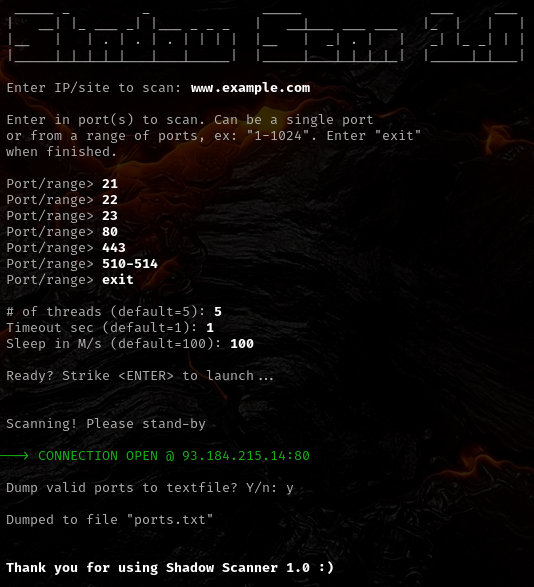 Shadow Scan 1.0
Enter IP/site to scan: www.example.com
Enter in port(s) to scan. Can be a single port
or from a range of ports, ex: "1-1024". Enter "exit"
when finished.
Port/range> 21
Port/range> 22
Port/range> 23
Port/range> 80
Port/range> 443
Port/range> 510-514
Port/range> exit
# of threads (default=5): 5
Timeout sec (default=1): 1
Sleep in M/s (default=100): 100
Ready? Strike <ENTER> to launch...
Scanning! Please stand-by
---> CONNECTION OPEN @ 93.184.215.14:80
Dump valid ports to textfile? Y/n: y
Dumped to file "ports.txt"
Thank you for using Shadow Scanner 1.0 :)